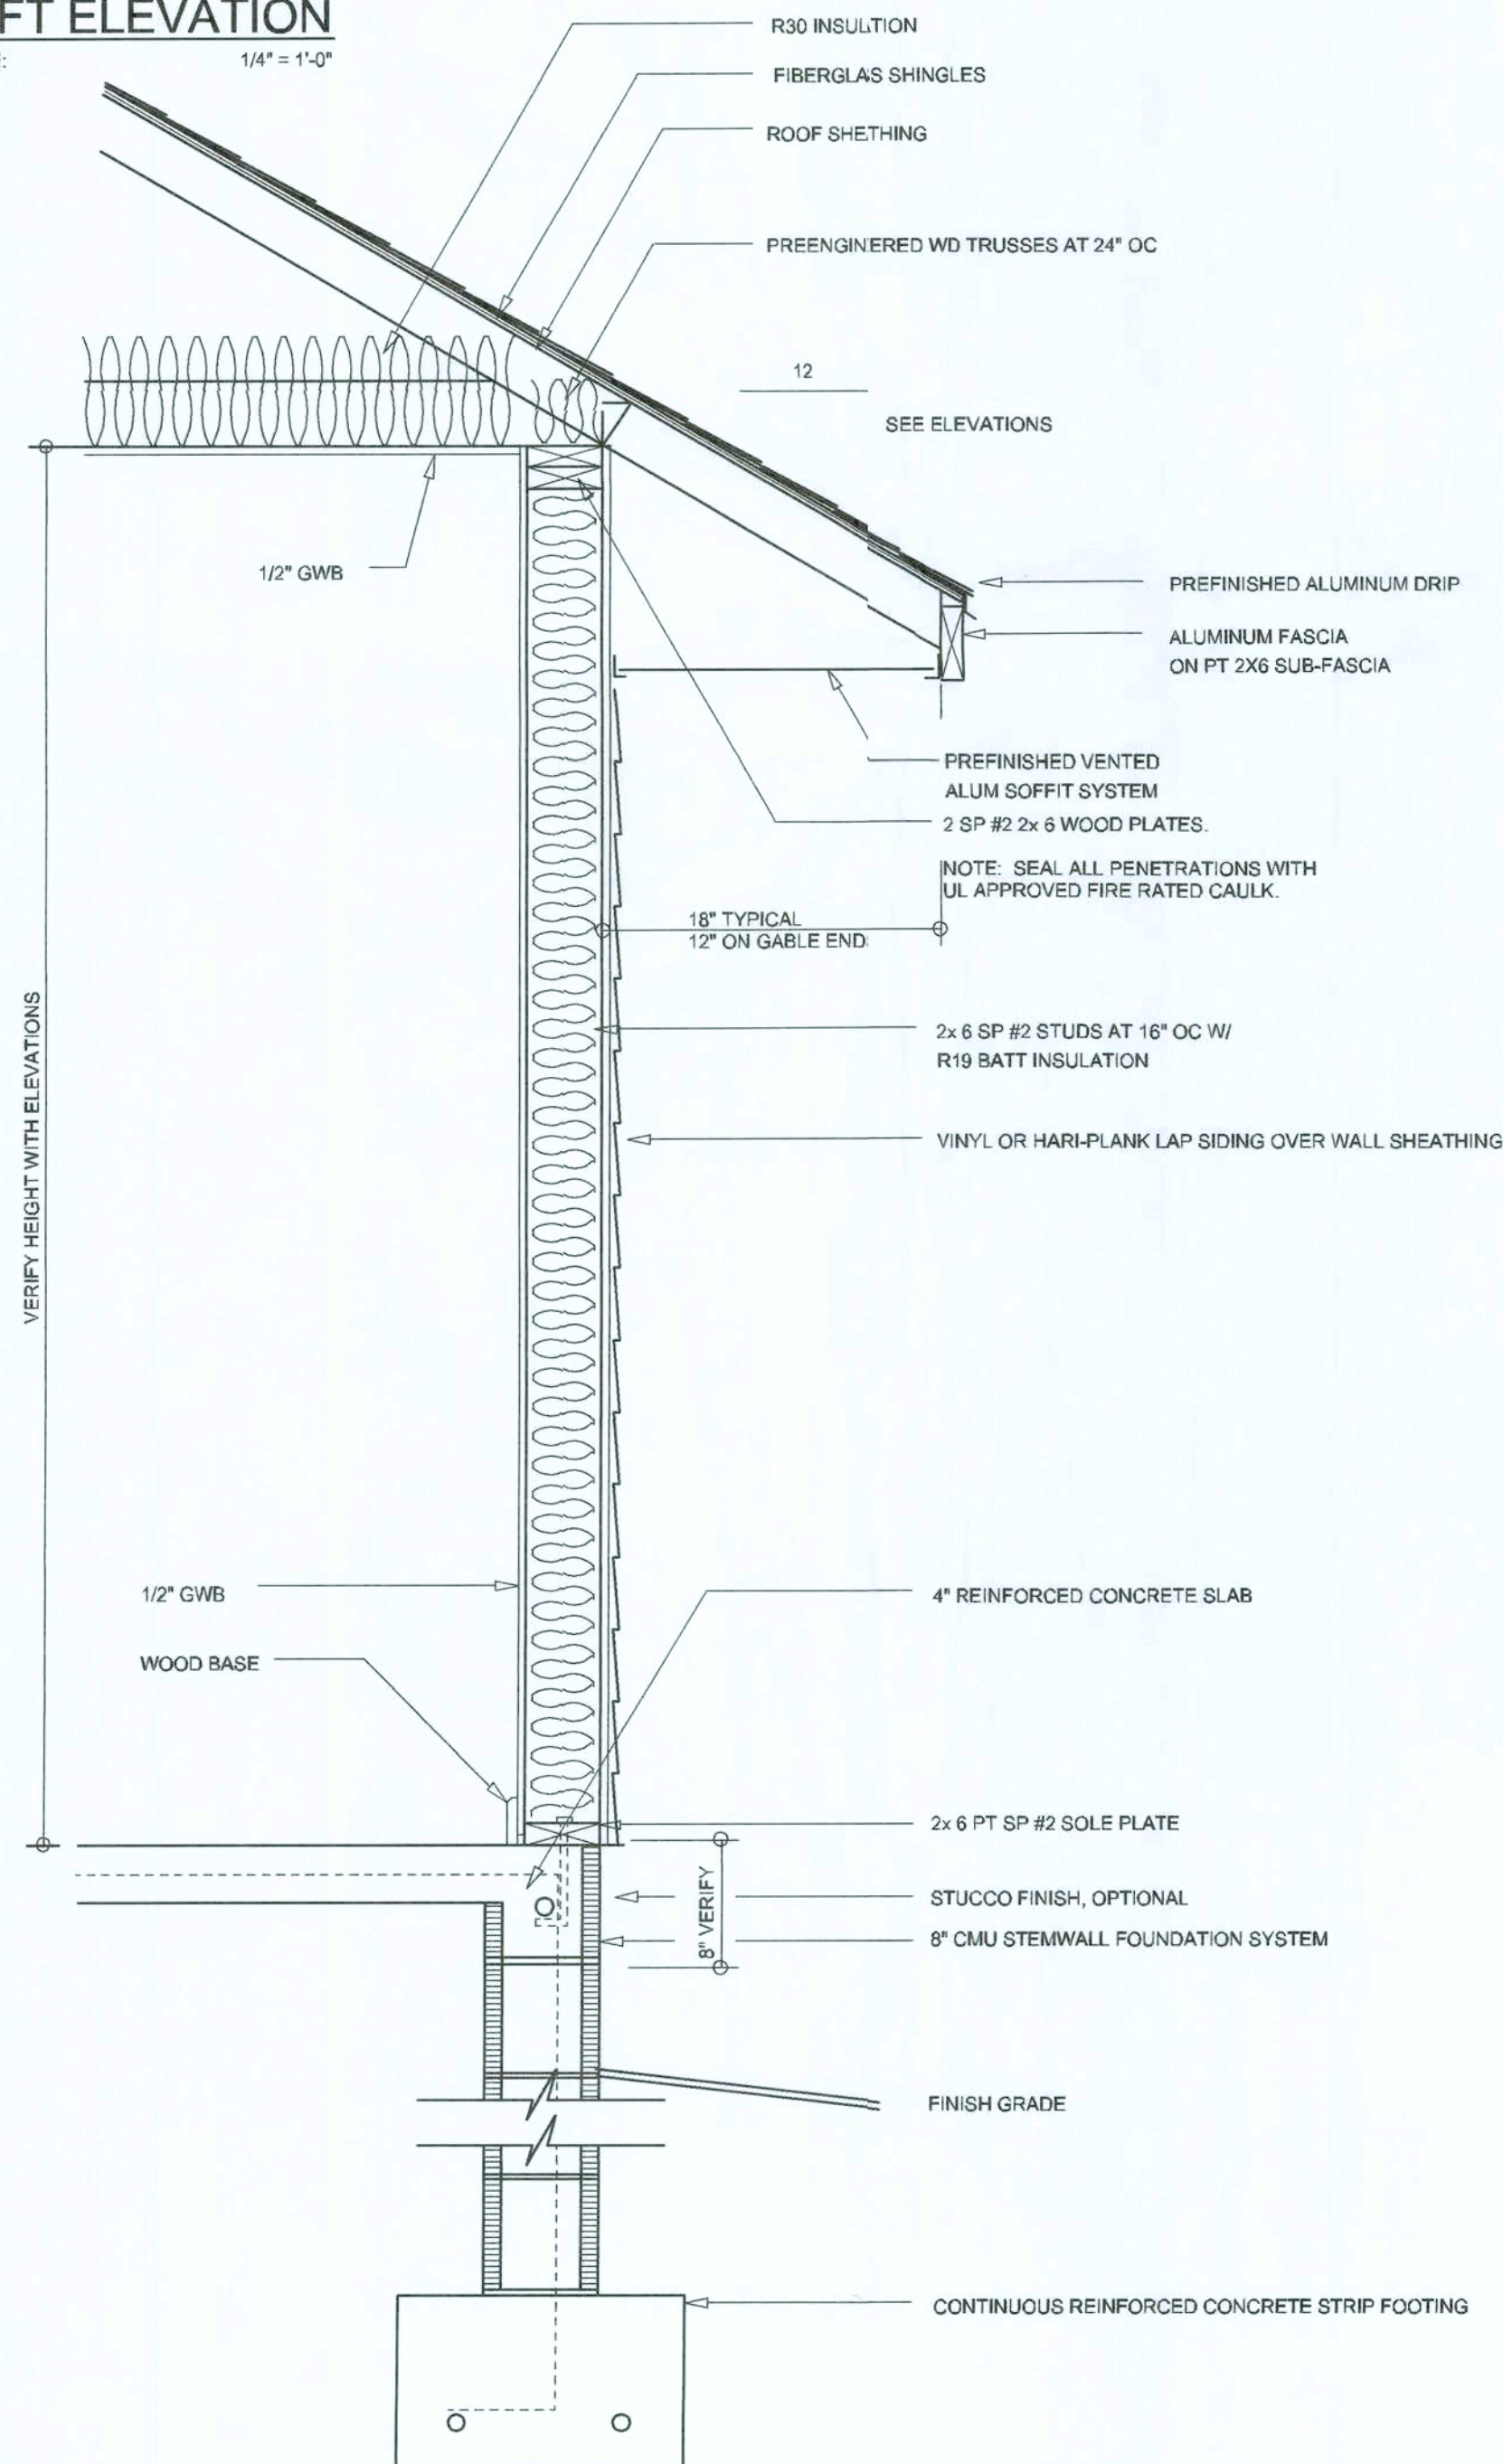 FT ELEVATION
1/4" = 1'-0"
R30 INSULTION
FIBERGLAS SHINGLES
ROOF SHETHING
PREENGINERED WD TRUSSES AT 24" OC
12
SEE ELEVATIONS
1/2" GWB
PREFINISHED ALUMINUM DRIP
ALUMINUM FASCIA
ON PT 2X6 SUB-FASCIA
PREFINISHED VENTED
ALUM SOFFIT SYSTEM
2 SP #2 2x 6 WOOD PLATES.
NOTE: SEAL ALL PENETRATIONS WITH
UL APPROVED FIRE RATED CAULK.
18" TYPICAL
12" ON GABLE END
VERIFY HEIGHT WITH ELEVATIONS
2x 6 SP #2 STUDS AT 16" OC W/
R19 BATT INSULATION
VINYL OR HARI-PLANK LAP SIDING OVER WALL SHEATHING
1/2" GWB
4" REINFORCED CONCRETE SLAB
WOOD BASE
2x 6 PT SP #2 SOLE PLATE
8" VERIFY
STUCCO FINISH, OPTIONAL
8" CMU STEMWALL FOUNDATION SYSTEM
FINISH GRADE
CONTINUOUS REINFORCED CONCRETE STRIP FOOTING